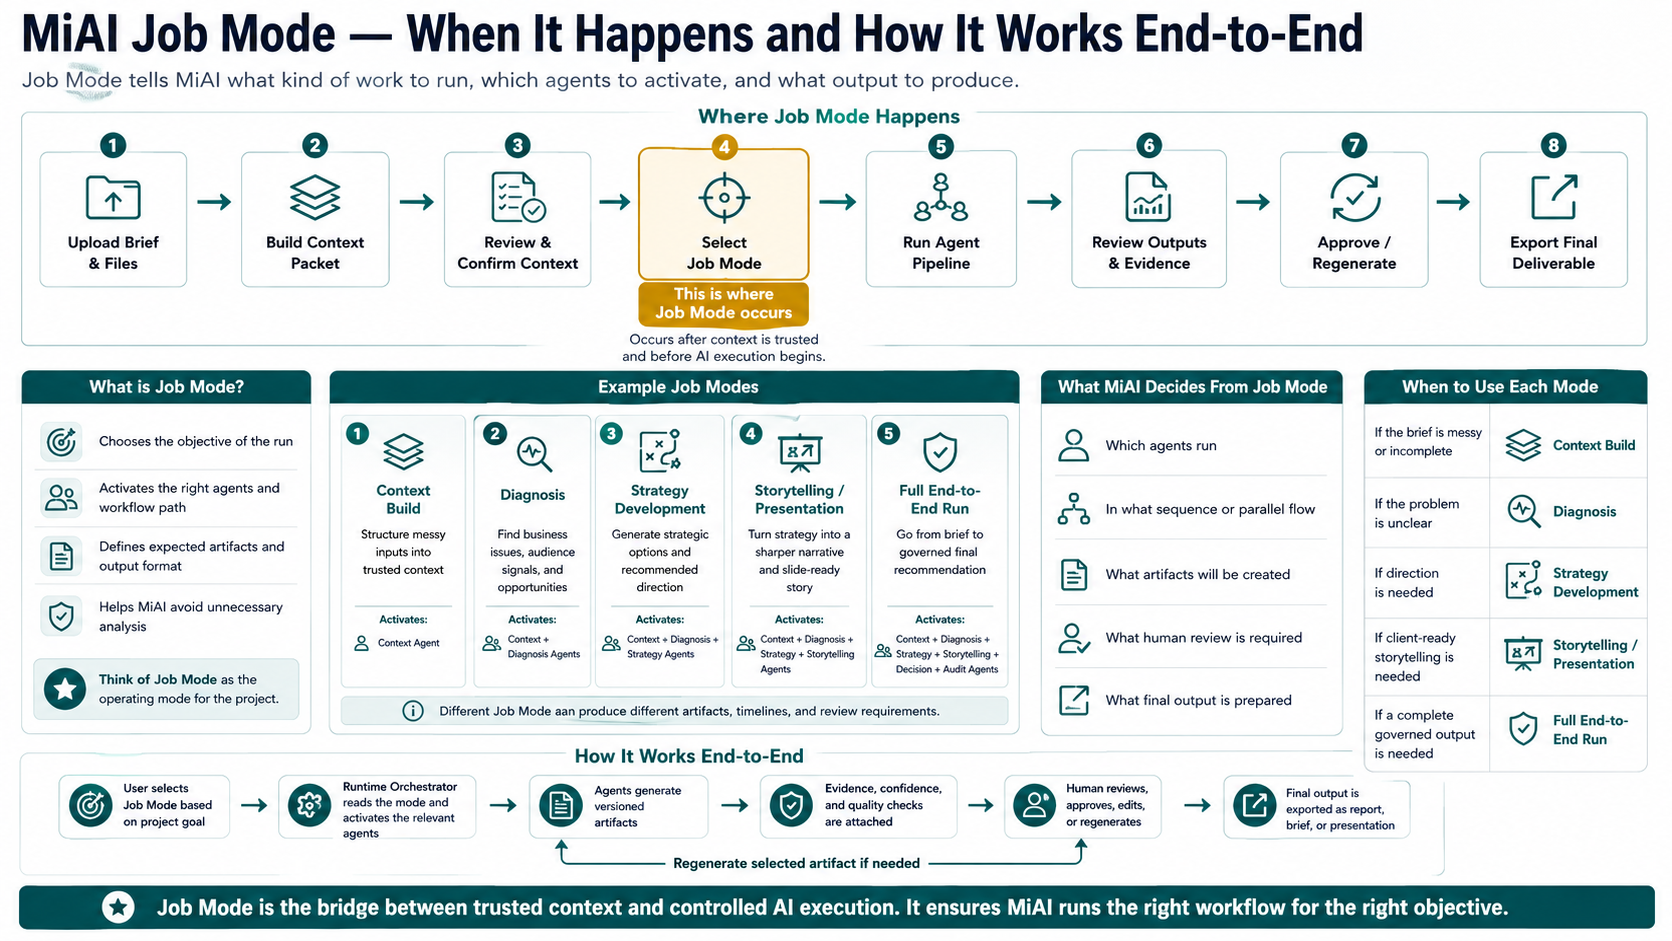 MiAI Job Mode — When It Happens and How It Works End-to-End
Job Mode tells MiAI what kind of work to run, which agents to activate, and what output to produce.
Where Job Mode Happens
1
Upload Brief
& Files
2
Build Context
Packet
3
Review &
Confirm Context
4
Select
Job Mode
This is where
Job Mode occurs
Occurs after context is trusted
and before AI execution begins.
5
Run Agent
Pipeline
6
Review Outputs
& Evidence
7
Approve /
Regenerate
8
Export Final
Deliverable
What is Job Mode?
Chooses the objective of the run
Activates the right agents and
workflow path
Defines expected artifacts and
output format
Helps MiAI avoid unnecessary
analysis
Think of Job Mode as the
operating mode for the project.
Example Job Modes
1
Context
Build
Structure messy
inputs into
trusted context
Activates:
Context Agent
2
Diagnosis
Find business
issues, audience
signals, and
opportunities
Activates:
Context +
Diagnosis Agents
3
Strategy
Development
Generate strategic
options and
recommended
direction
Activates:
Context + Diagnosis +
Strategy Agents
4
Storytelling /
Presentation
Turn strategy into a
sharper narrative
and slide-ready
story
Activates:
Context + Diagnosis +
Strategy + Storytelling
Agents
5
Full End-to-
End Run
Go from brief to
governed final
recommendation
Activates:
Context + Diagnosis +
Strategy + Storytelling +
Decision + Audit Agents
Different Job Mode aan produce different artifacts, timelines, and review requirements.
What MiAI Decides From Job Mode
Which agents run
In what sequence or parallel flow
What artifacts will be created
What human review is required
What final output is prepared
When to Use Each Mode
If the brief is messy
or incomplete
Context Build
If the problem
is unclear
Diagnosis
If direction
is needed
Strategy
Development
If client-ready
storytelling is
needed
Storytelling /
Presentation
If a complete
governed output
is needed
Full End-to-
End Run
How It Works End-to-End
User selects
Job Mode based
on project goal
Runtime Orchestrator
reads the mode and
activates the relevant
agents
Agents generate
versioned
artifacts
Evidence, confidence,
and quality checks
are attached
Human reviews,
approves, edits,
or regenerates
Final output is
exported as report,
brief, or presentation
Regenerate selected artifact if needed
Job Mode is the bridge between trusted context and controlled AI execution. It ensures MiAI runs the right workflow for the right objective.